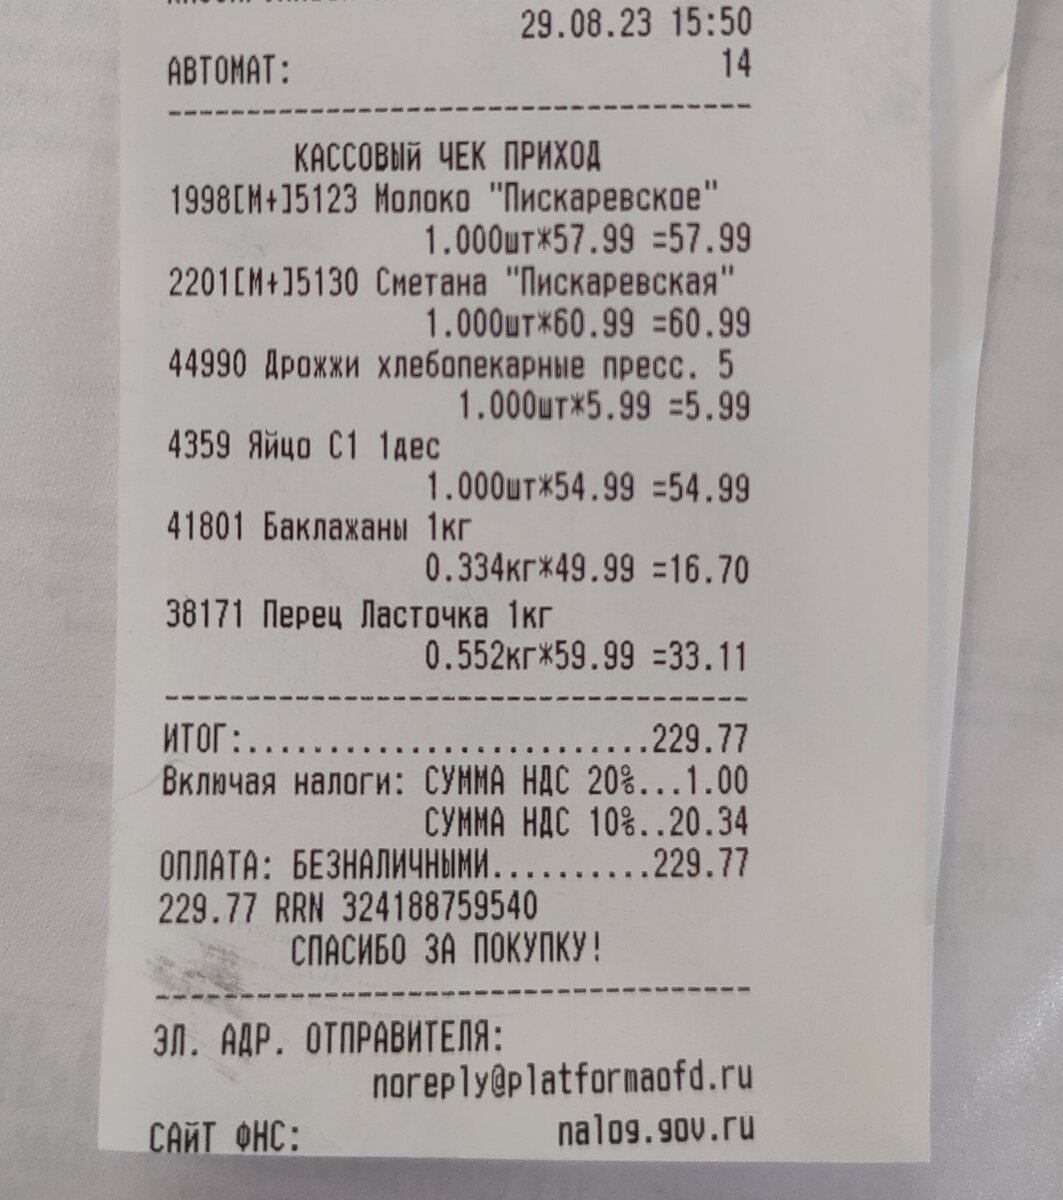 29.08.23 15:50
АВТОМАТ: 14
КАССОВЫЙ ЧЕК ПРИХОД
1998[М+]5123 Молоко "Пискаревское"
1.000шт*57.99 =57.99
2201[М+]5130 Сметана "Пискаревская"
1.000шт*60.99 =60.99
44990 Дрожжи хлебопекарные пресс. 5
1.000шт*5.99 =5.99
4359 Яйцо С1 1дес
1.000шт*54.99 =54.99
41801 Баклажаны 1кг
0.334кг*49.99 =16.70
38171 Перец Ласточка 1кг
0.552кг*59.99 =33.11
ИТОГ:.........................229.77
Включая налоги: СУММА НДС 20%...1.00
СУММА НДС 10%..20.34
ОПЛАТА: БЕЗНАЛИЧНЫМИ..........229.77
229.77 RRN 324188759540
СПАСИБО ЗА ПОКУПКУ!
ЭЛ. АДР. ОТПРАВИТЕЛЯ:
noreply@platformaofd.ru
САЙТ ФНС: nalog.gov.ru